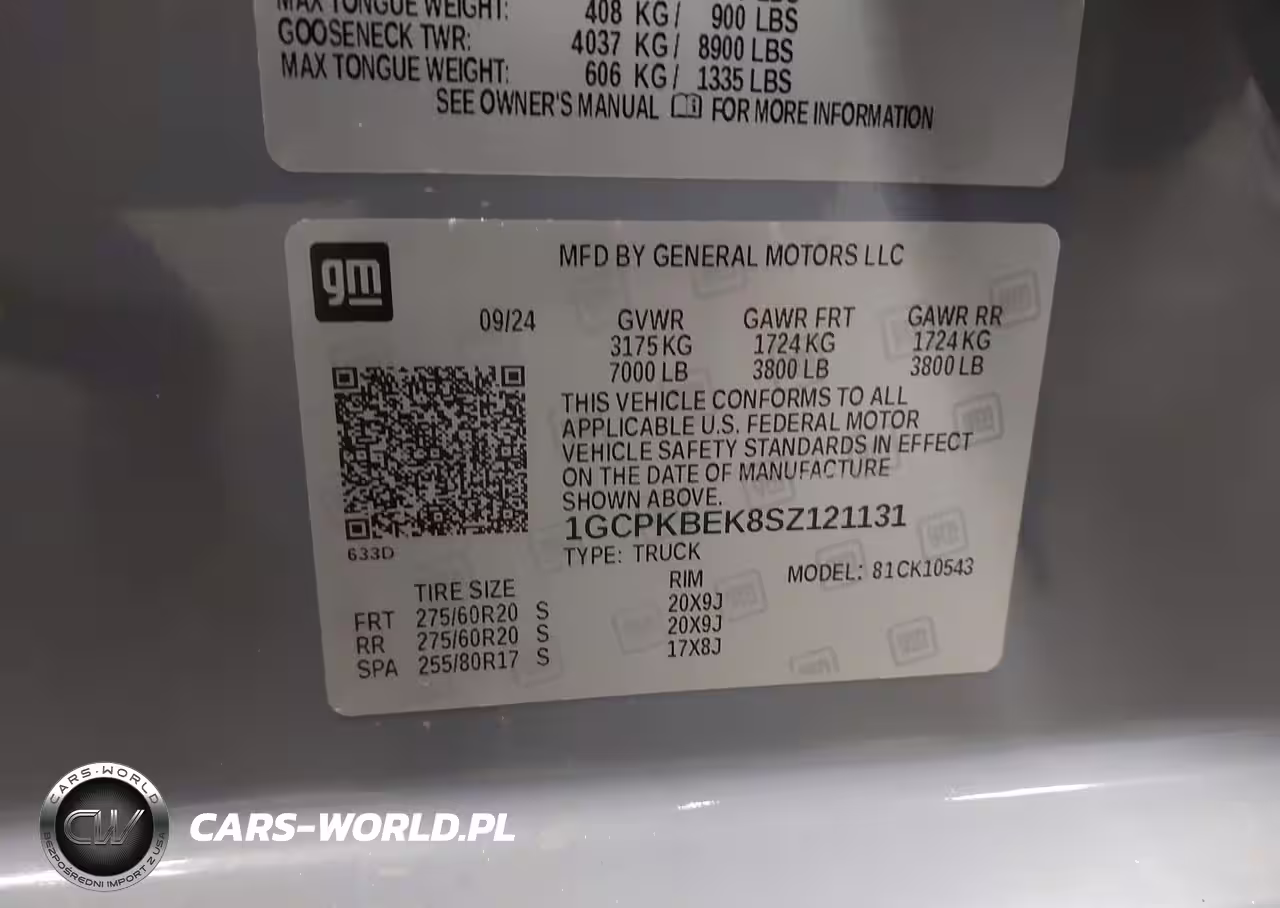 MAX TONGUE WEIGHT: 408 KG/ 900 LBS
GOOSENECK TWR: 4037 KG/ 8900 LBS
MAX TONGUE WEIGHT: 606 KG/ 1335 LBS
SEE OWNER'S MANUAL FOR MORE INFORMATION
gm
MFD BY GENERAL MOTORS LLC
09/24 GVWR GAWR FRT GAWR RR
3175 KG 1724 KG 1724 KG
7000 LB 3800 LB 3800 LB
THIS VEHICLE CONFORMS TO ALL
APPLICABLE U.S. FEDERAL MOTOR
VEHICLE SAFETY STANDARDS IN EFFECT
ON THE DATE OF MANUFACTURE
SHOWN ABOVE.
1GCPKBEK8SZ121131
633D
TYPE: TRUCK
MODEL: 81CK10543
TIRE SIZE RIM
FRT 275/60R20 S 20X9J
RR 275/60R20 S 20X9J
SPA 255/80R17 S 17X8J
CARS-WORLD
CW
BEZPOŚREDNI IMPORT Z USA
CARS-WORLD.PL